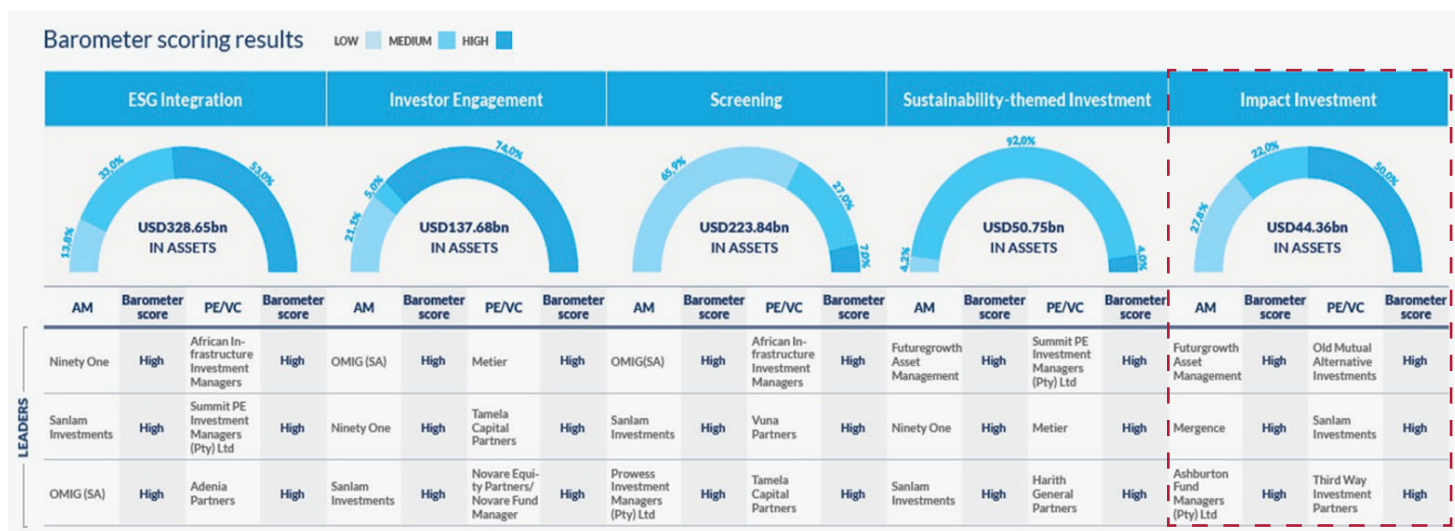 Barometer scoring results
LOW MEDIUM HIGH
ESG Integration
Investor Engagement
Screening
Sustainability-themed Investment
Impact Investment
13,8%
33,0%
53,0%
USD328.65bn
IN ASSETS
21,1%
5,0%
74,0%
USD137.68bn
IN ASSETS
65,9%
27,0%
7,0%
USD223.84bn
IN ASSETS
4,2%
92,0%
4,0%
USD50.75bn
IN ASSETS
27,8%
22,0%
50,0%
USD44.36bn
IN ASSETS
AM
Barometer
score
PE/VC
Barometer
score
AM
Barometer
score
PE/VC
Barometer
score
AM
Barometer
score
PE/VC
Barometer
score
AM
Barometer
score
PE/VC
Barometer
score
AM
Barometer
score
PE/VC
Barometer
score
LEADERS
Ninety One
High
African In-
frastructure
Investment
Managers
High
OMIG (SA)
High
Metier
High
OMIG(SA)
High
African In-
frastructure
Investment
Managers
High
Futuregrowth
Asset
Management
High
Summit PE
Investment
Managers
(Pty) Ltd
High
Futurgrowth
Asset
Management
High
Old Mutual
Alternative
Investments
High
Sanlam
Investments
High
Summit PE
Investment
Managers
(Pty) Ltd
High
Ninety One
High
Tamela
Capital
Partners
High
Sanlam
Investments
High
Vuna
Partners
High
Ninety One
High
Metier
High
Mergence
High
Sanlam
Investments
High
OMIG (SA)
High
Adenia
Partners
High
Sanlam
Investments
High
Novare Equi-
ty Partners/
Novare Fund
Manager
High
Prowess
Investment
Managers
(Pty) Ltd
High
Tamela
Capital
Partners
High
Sanlam
Investments
High
Harith
General
Partners
High
Ashburton
Fund
Managers
(Pty) Ltd
High
Third Way
Investment
Partners
High